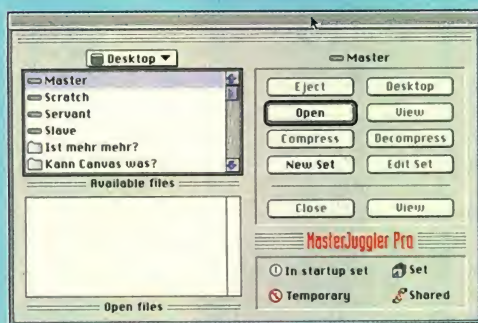 Desktop
Master
Scratch
Servant
Slave
Ist mehr mehr?
Kann Canvas was?
Available files
Open files
Master
Eject
Desktop
Open
View
Compress
Decompress
New Set
Edit Set
Close
View
MasterJuggler Pro
In startup set
Set
Temporary
Shared